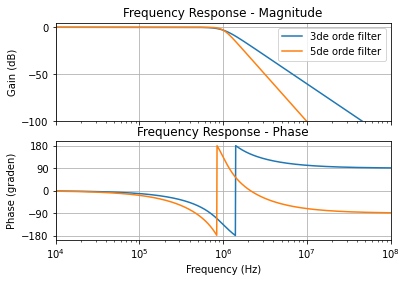 Frequency Response - Magnitude
0
−50
−100
Gain (dB)
3de orde filter
5de orde filter
Frequency Response - Phase
180
90
0
−90
−180
Phase (graden)
10^4 10^5 10^6 10^7 10^8
Frequency (Hz)